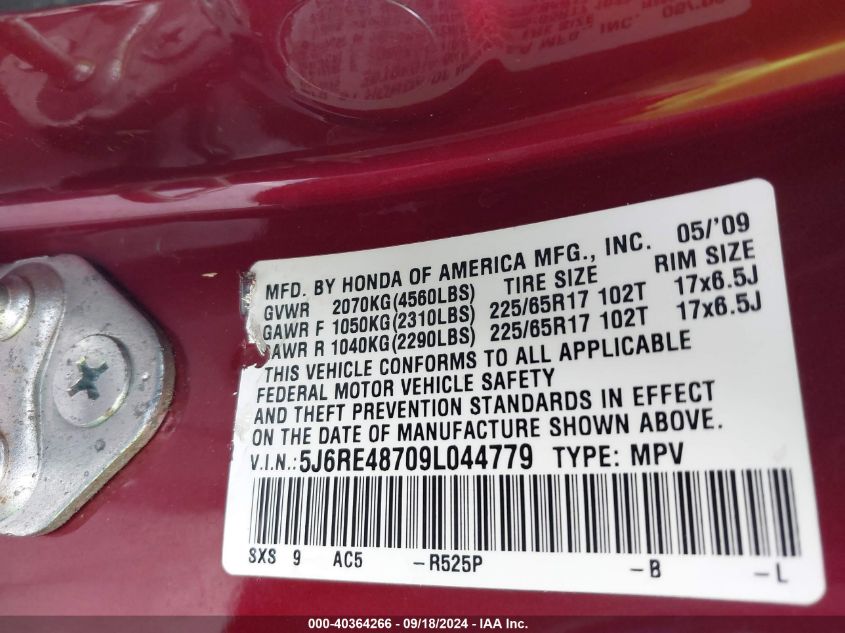 MFD. BY HONDA OF AMERICA MFG., INC. 05/'09
GVWR 2070KG(4560LBS) TIRE SIZE RIM SIZE
GAWR F 1050KG(2310LBS) 225/65R17 102T 17x6.5J
AWR R 1040KG(2290LBS) 225/65R17 102T 17x6.5J
THIS VEHICLE CONFORMS TO ALL APPLICABLE
FEDERAL MOTOR VEHICLE SAFETY
AND THEFT PREVENTION STANDARDS IN EFFECT
ON THE DATE OF MANUFACTURE SHOWN ABOVE.
V.I.N.: 5J6RE48709L044779 TYPE: MPV
SXS 9 AC5 -R525P -B -L
000-40364266 - 09/18/2024 - IAA Inc.